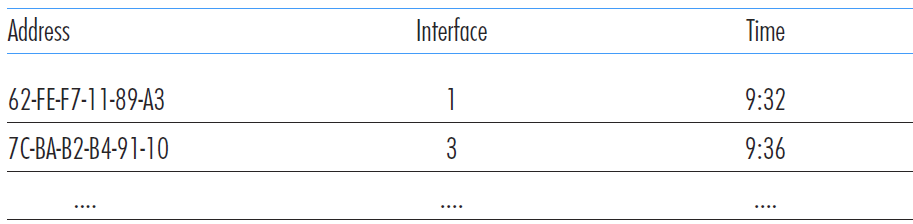 Address Interface Time
62-FE-F7-11-89-A3 1 9:32
7C-BA-B2-B4-91-10 3 9:36
.... .... ....